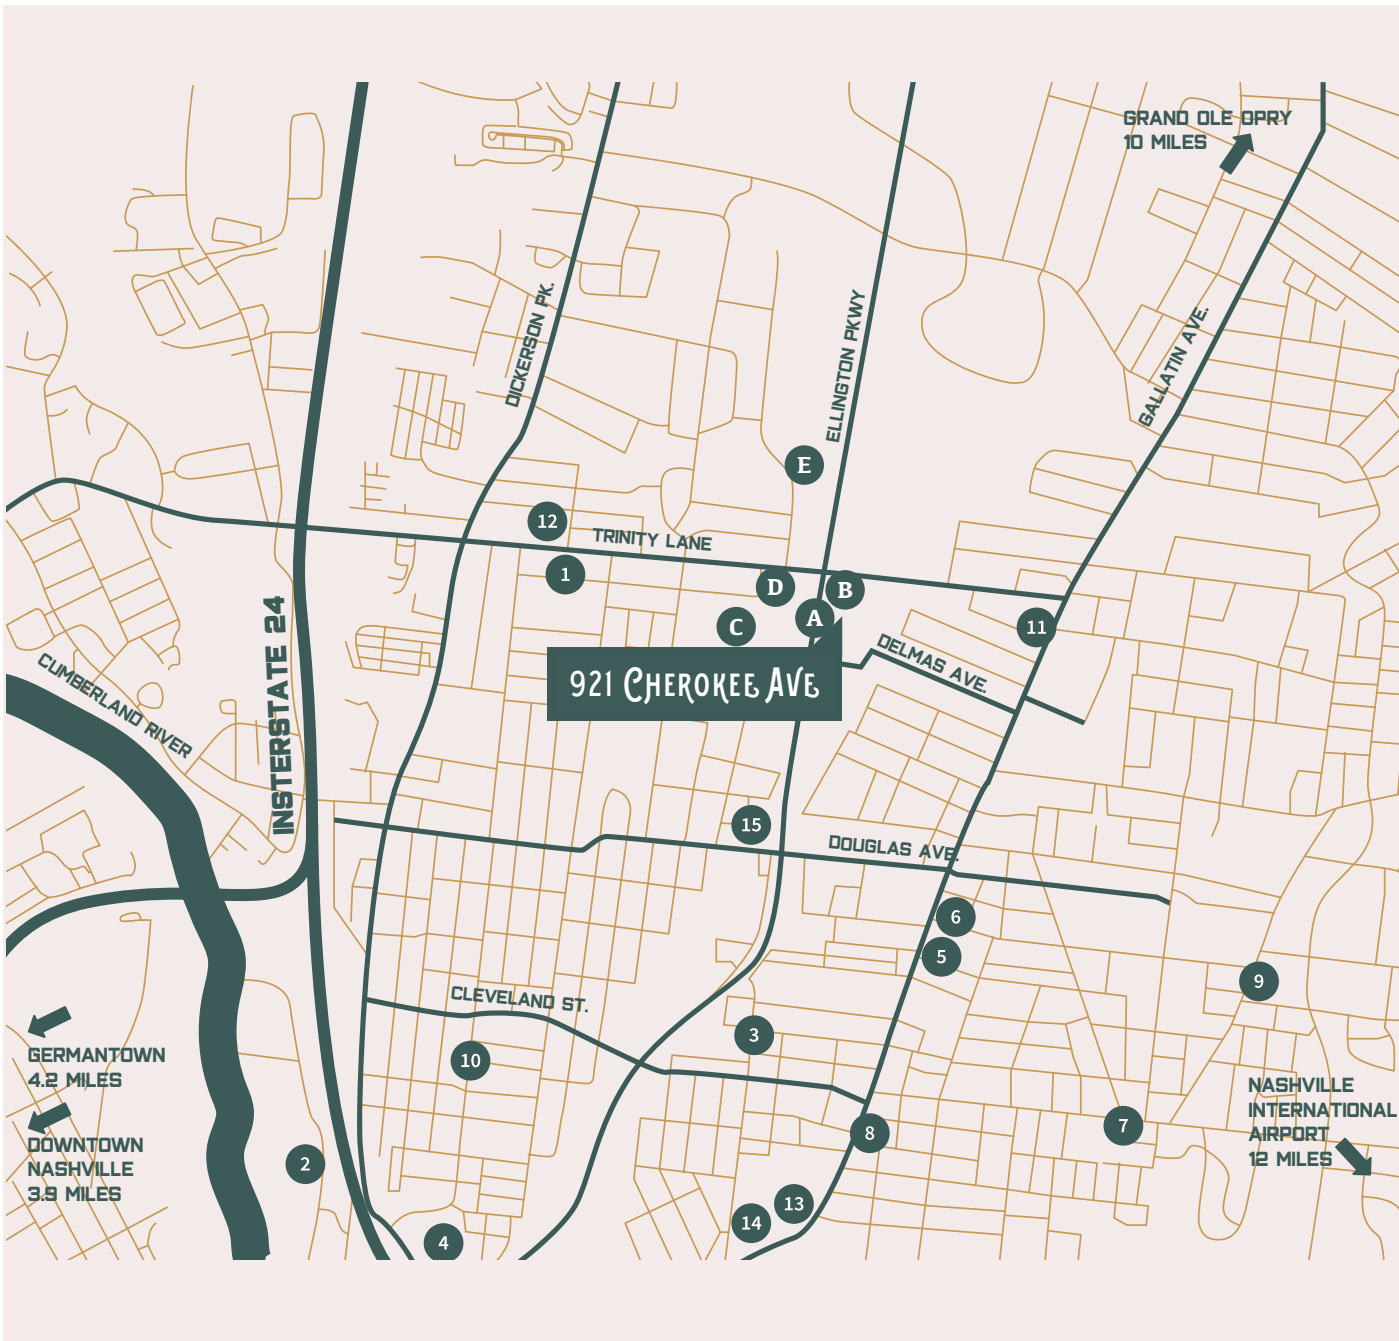 GRAND OLE OPRY
10 MILES
DICKERSON PK.
ELLINGTON PKWY
GALLATIN AVE.
E
12
TRINITY LANE
1
D
B
C
A
11
INSTERSTATE 24
CUMBERLAND RIVER
DELMAS AVE.
921 CHEROKEE AVE
15
DOUGLAS AVE.
6
5
9
CLEVELAND ST.
3
10
GERMANTOWN
4.2 MILES
DOWNTOWN
NASHVILLE
3.9 MILES
NASHVILLE
INTERNATIONAL
AIRPORT
12 MILES
8
7
2
13
14
4